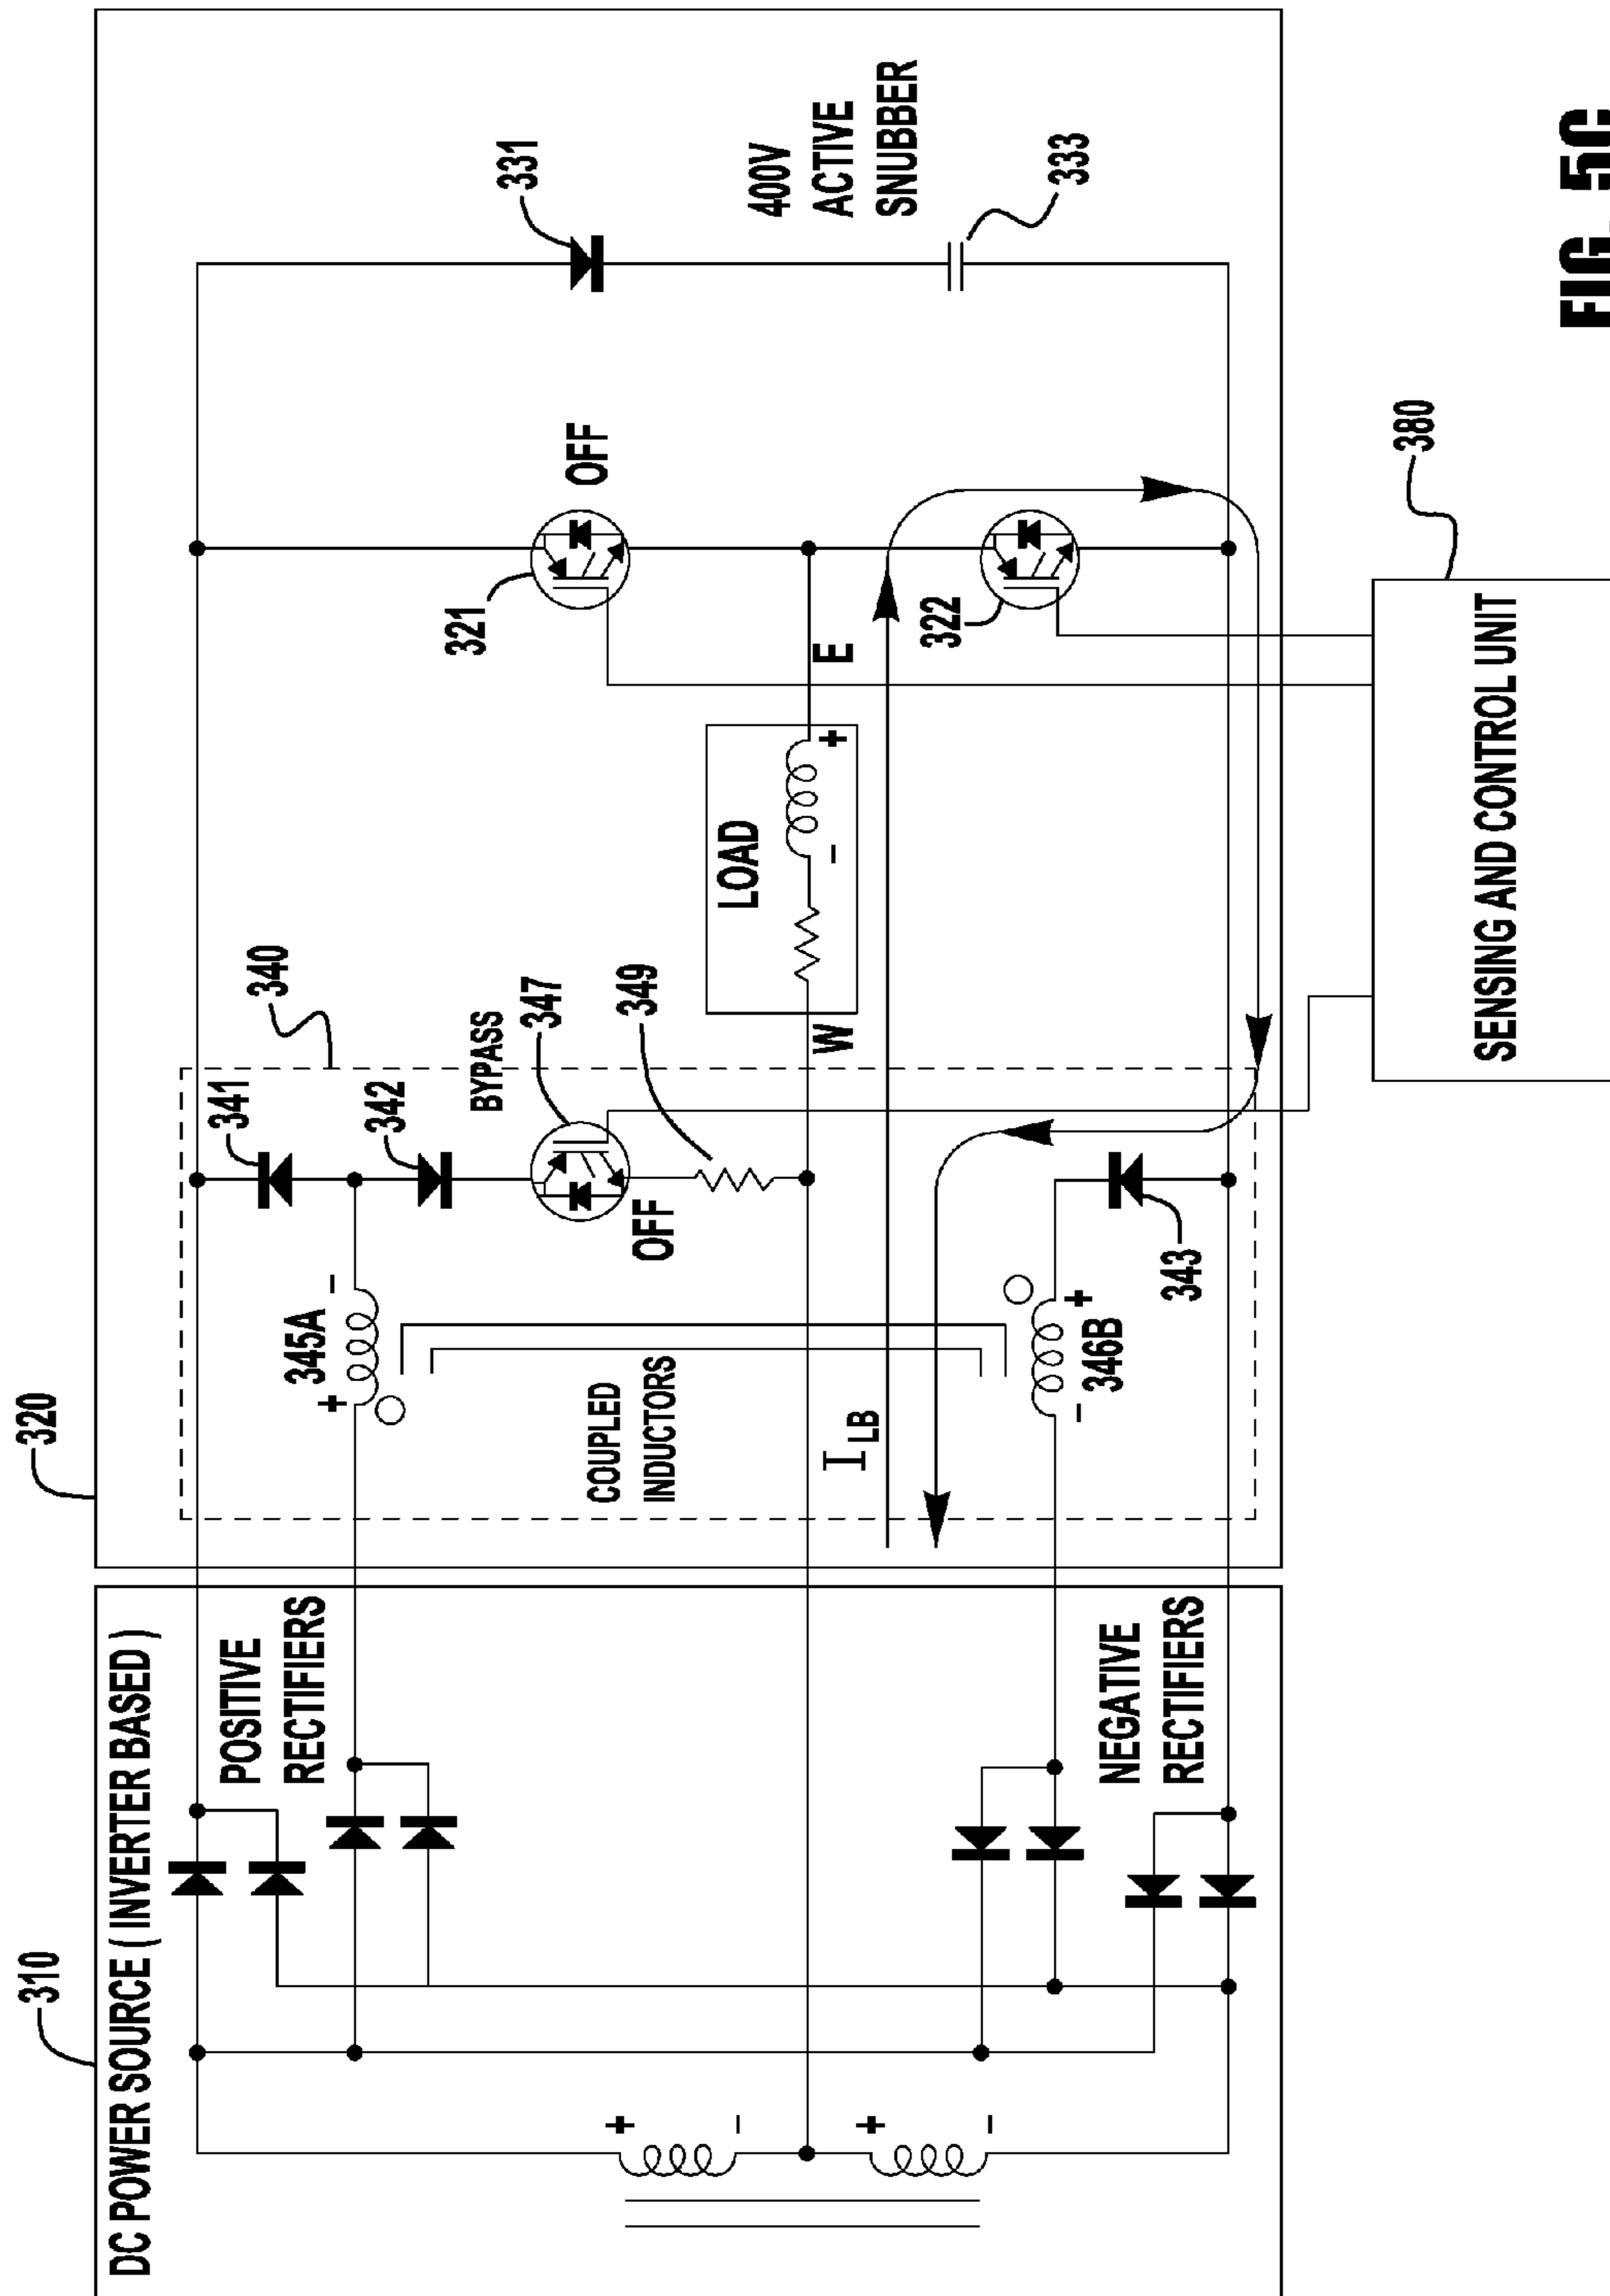 310
DC POWER SOURCE ( INVERTER BASED )
POSITIVE
RECTIFIERS
NEGATIVE
RECTIFIERS
+
−
+
−
320
340
341
342
BYPASS
347
349
OFF
345A
+
−
COUPLED
INDUCTORS
346B
−
+
343
I LB
W
LOAD
−
+
E
321
OFF
322
331
400V
ACTIVE
SNUBBER
333
380
SENSING AND CONTROL UNIT
FIG. 5C